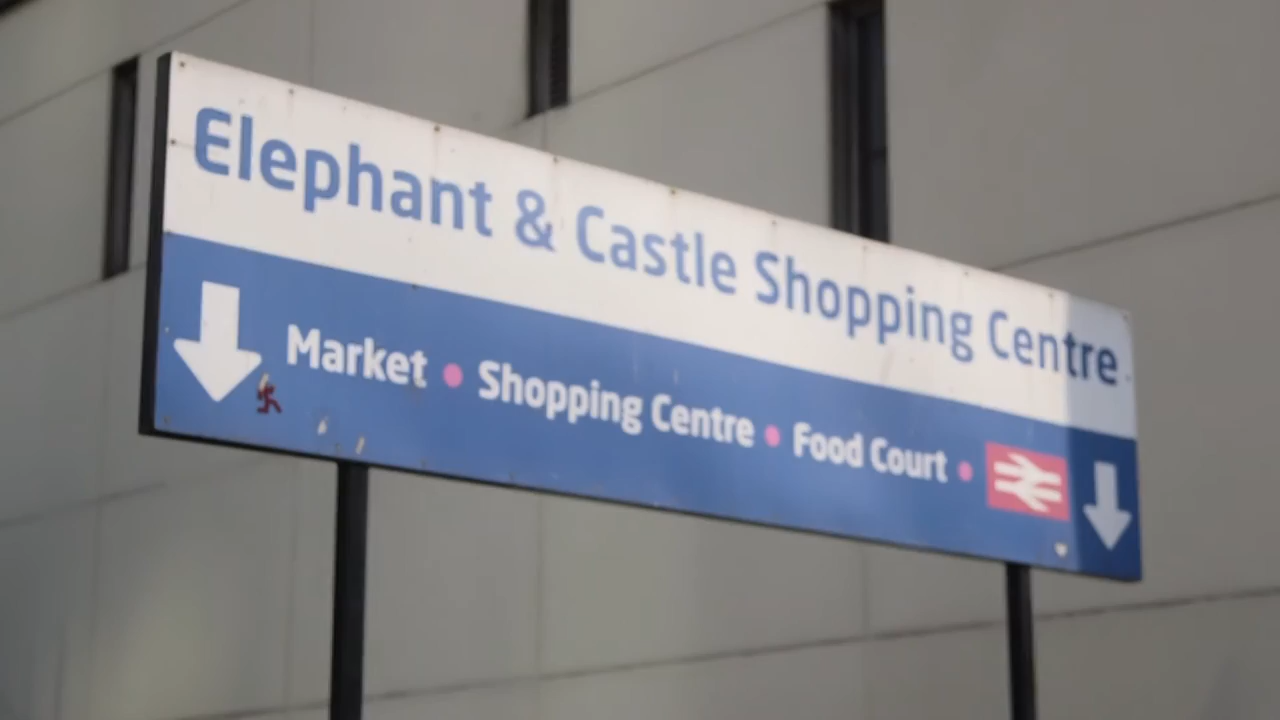 Elephant & Castle Shopping Centre
Market • Shopping Centre • Food Court •